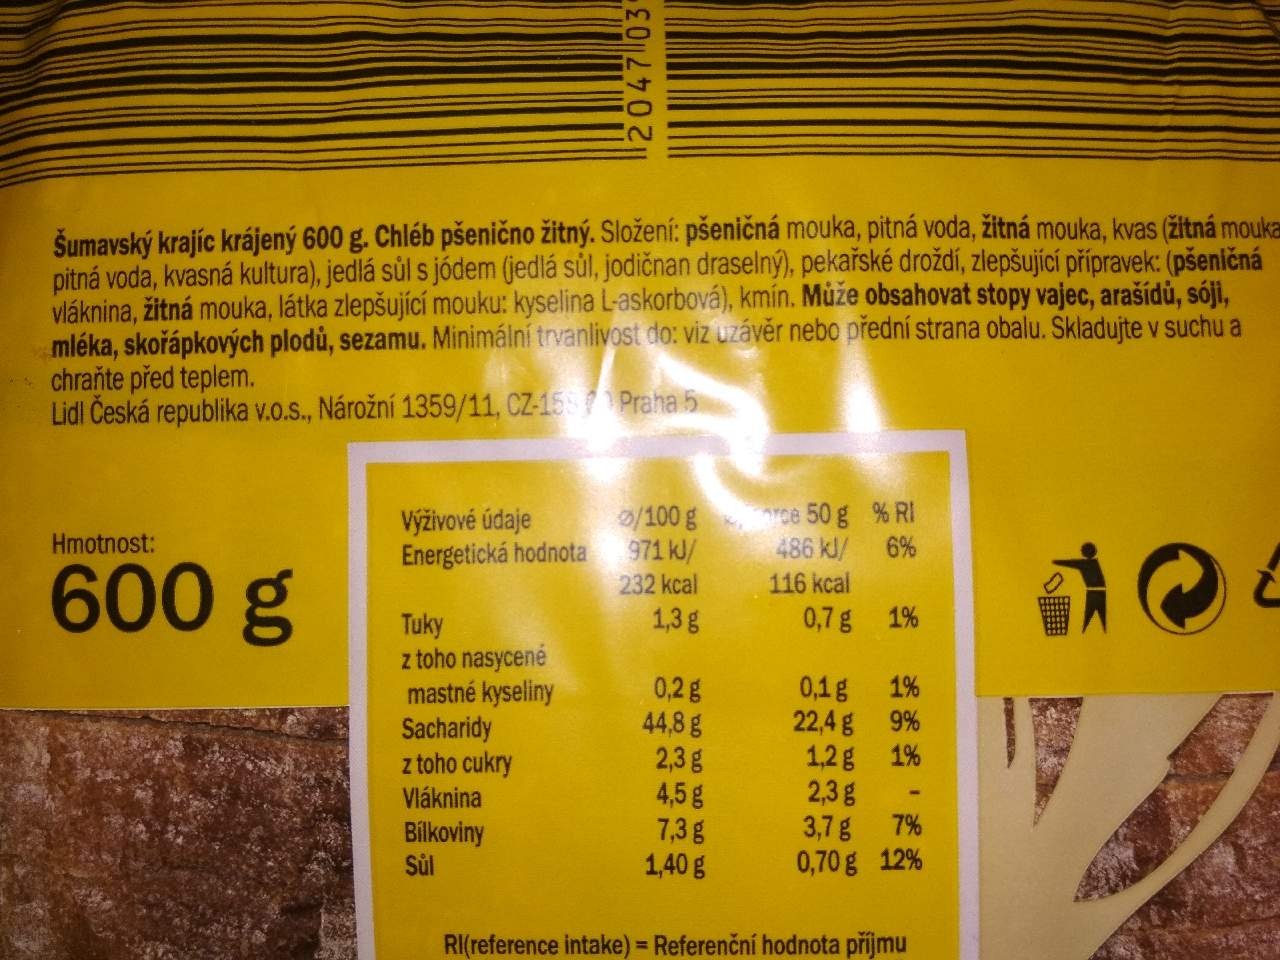 2047 03
Šumavský krajíc krájený 600 g. Chléb pšenično žitný. Složení: pšeničná mouka, pitná voda, žitná mouka, kvas (žitná mouka
pitná voda, kvasná kultura), jedlá sůl s jódem (jedlá sůl, jodičnan draselný), pekařské droždí, zlepšující přípravek: (pšeničná
vláknina, žitná mouka, látka zlepšující mouku: kyselina L-askorbová), kmín. Může obsahovat stopy vajec, arašídů, sóji,
mléka, skořápkových plodů, sezamu. Minimální trvanlivost do: viz uzávěr nebo přední strana obalu. Skladujte v suchu a
chraňte před teplem.
Lidl Česká republika v.o.s., Nárožní 1359/11, Praha 5
Hmotnost:
600 g
Výživové údaje ø/100 g 50 g % RI
Energetická hodnota 971 kJ/ 486 kJ/ 6%
232 kcal 116 kcal
Tuky 1,3 g 0,7 g 1%
z toho nasycené
mastné kyseliny 0,2 g 0,1 g 1%
Sacharidy 44,8 g 22,4 g 9%
z toho cukry 2,3 g 1,2 g 1%
Vláknina 4,5 g 2,3 g -
Bílkoviny 7,3 g 3,7 g 7%
Sůl 1,40 g 0,70 g 12%
RI(reference intake) = Referenční hodnota příjmu